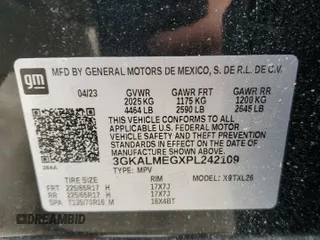 gm
MFD BY GENERAL MOTORS DE MEXICO, S. DE R.L. DE C.V.
04/23 GVWR GAWR FRT GAWR RR
2025 KG 1175 KG 1200 KG
4464 LB 2590 LB 2645 LB
THIS VEHICLE CONFORMS TO ALL APPLICABLE
U.S. FEDERAL MOTOR VEHICLE SAFETY AND
THEFT PREVENTION STANDARDS IN EFFECT ON
THE DATE OF MANUFACTURE SHOWN ABOVE.
3GKALMEGXPL242109
TYPE: MPV MODEL: X9TXL26
TIRE SIZE RIM
FRT 225/65R17 H 17X7J
RR 225/65R17 H 17X7J
SPA T135/70R16 M 16X4BT
DREAMBID